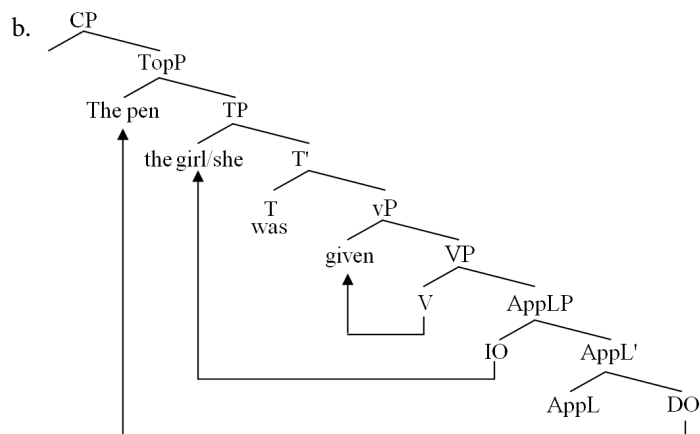 b.
CP
TopP
The pen TP
the girl/she T'
T vP
was
given VP
V AppLP
IO AppL'
AppL DO